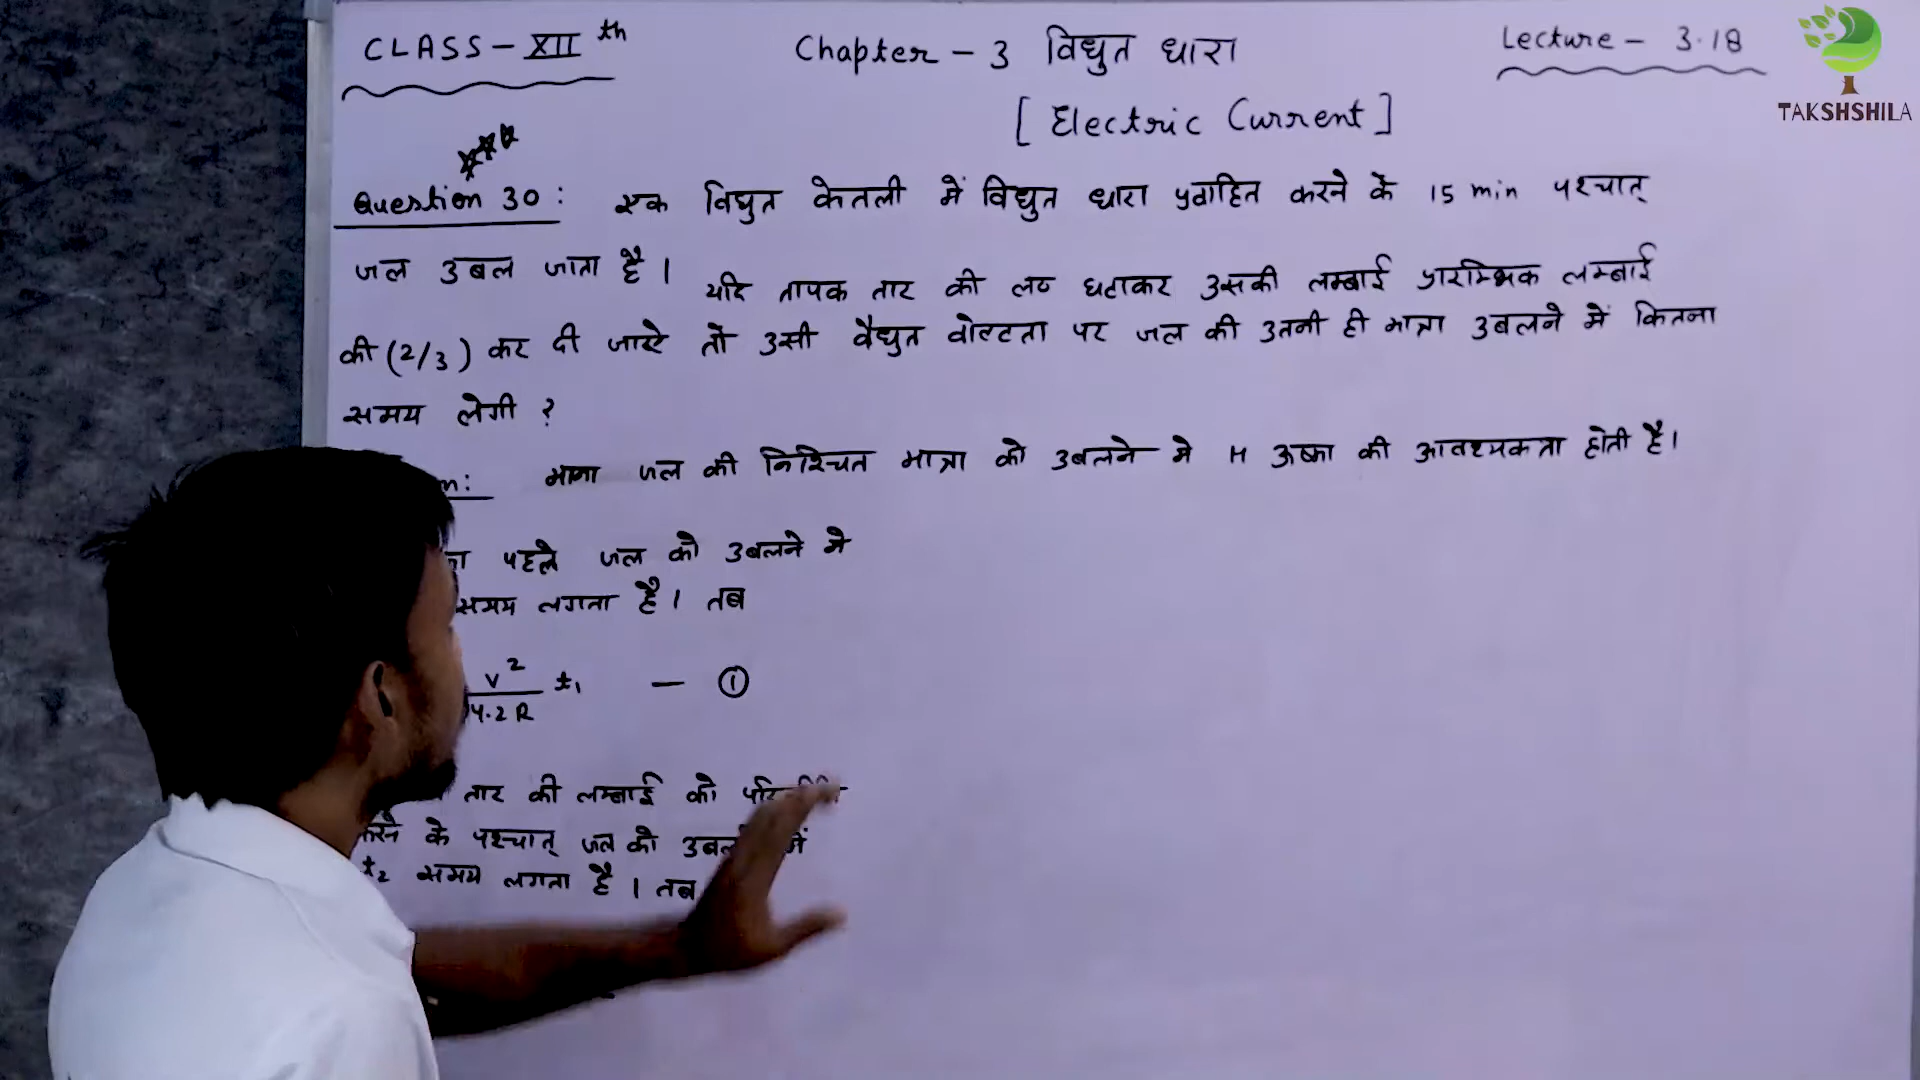 CLASS - XII th
Chapter - 3 विद्युत धारा
Lecture - 3.18
TAKSHSHILA
[ Electric Current ]
Question 30 : एक विद्युत केतली में विद्युत धारा प्रवाहित करने के 15 min पश्चात्
जल उबल जाता है । यदि तापक तार की लघ घटाकर उसकी लम्बाई प्रारम्भिक लम्बाई
की (2/3) कर दी जाये तो उसी वैद्युत वोल्टता पर जल की उतनी ही मात्रा उबलने में कितना
समय लेगी ?
n: माना जल की निश्चित मात्रा को उबलने मे H ऊष्मा की आवश्यकता होती है।
पहले जल को उबलने मे
समय लगता है । तब
V² / 4.2 R t₁ — ①
तार की लम्बाई को
करने के पश्चात् जल को में
t₂ समय लगता है । तब